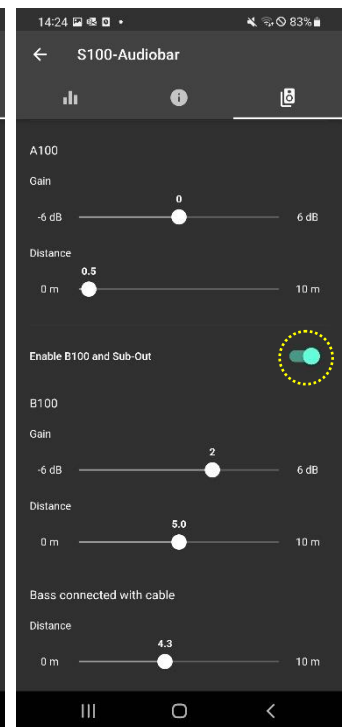 14:24 83%
S100-Audiobar
A100
Gain
0
-6 dB 6 dB
Distance
0.5
0 m 10 m
Enable B100 and Sub-Out
B100
Gain
2
-6 dB 6 dB
Distance
5.0
0 m 10 m
Bass connected with cable
Distance
4.3
0 m 10 m